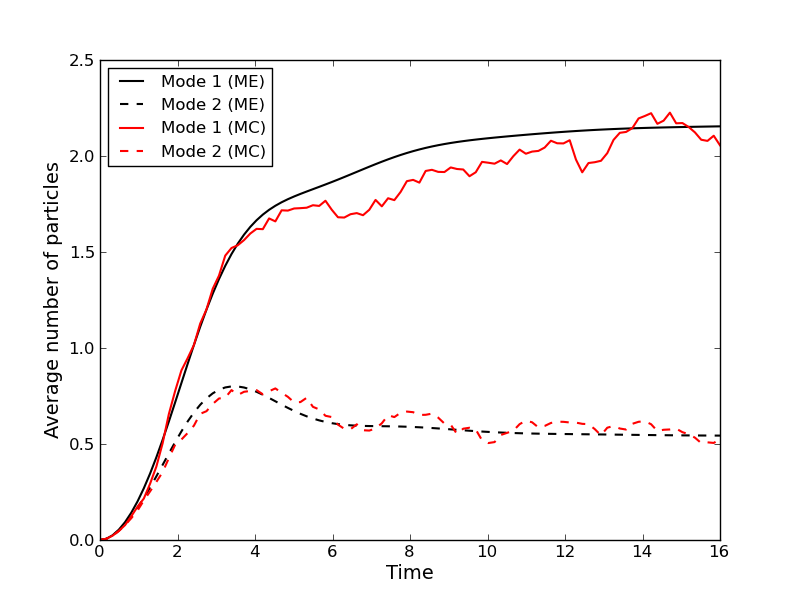 2.5
2.0
1.5
1.0
0.5
0.0
Average number of particles
Mode 1 (ME)
Mode 2 (ME)
Mode 1 (MC)
Mode 2 (MC)
0 2 4 6 8 10 12 14 16
Time